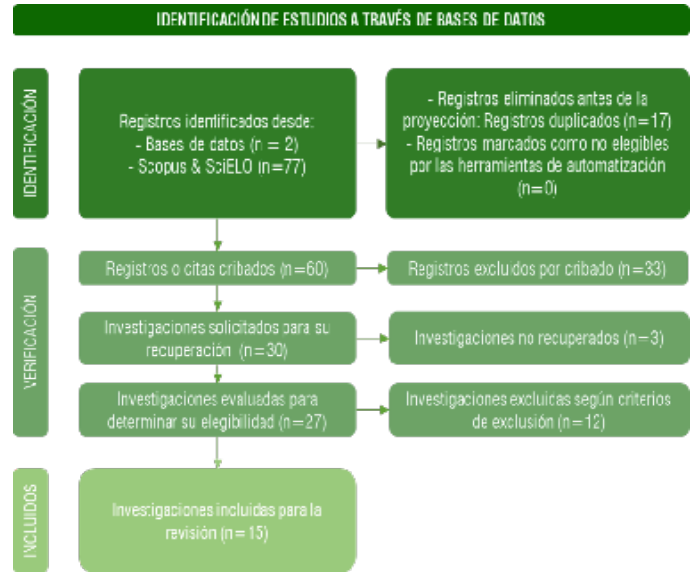 IDENTIFICACIÓN DE ESTUDIOS A TRAVÉS DE BASES DE DATOS
IDENTIFICACIÓN
Registros identificados desde:
- Bases de datos (n = 2)
- Scopus & SciELO (n=77)
- Registros eliminados antes de la
proyección: Registros duplicados (n=17)
- Registros marcados como no elegibles
por las herramientas de automatización
(n=0)
VERIFICACIÓN
Registros o citas cribados (n=60)
Registros excluidos por cribado (n=33)
Investigaciones solicitados para su
recuperación (n=30)
Investigaciones no recuperados (n=3)
Investigaciones evaluadas para
determinar su elegibilidad (n=27)
Investigaciones excluidas según criterios
de exclusión (n=12)
INCLUIDOS
Investigaciones incluidas para la
revisión (n=15)